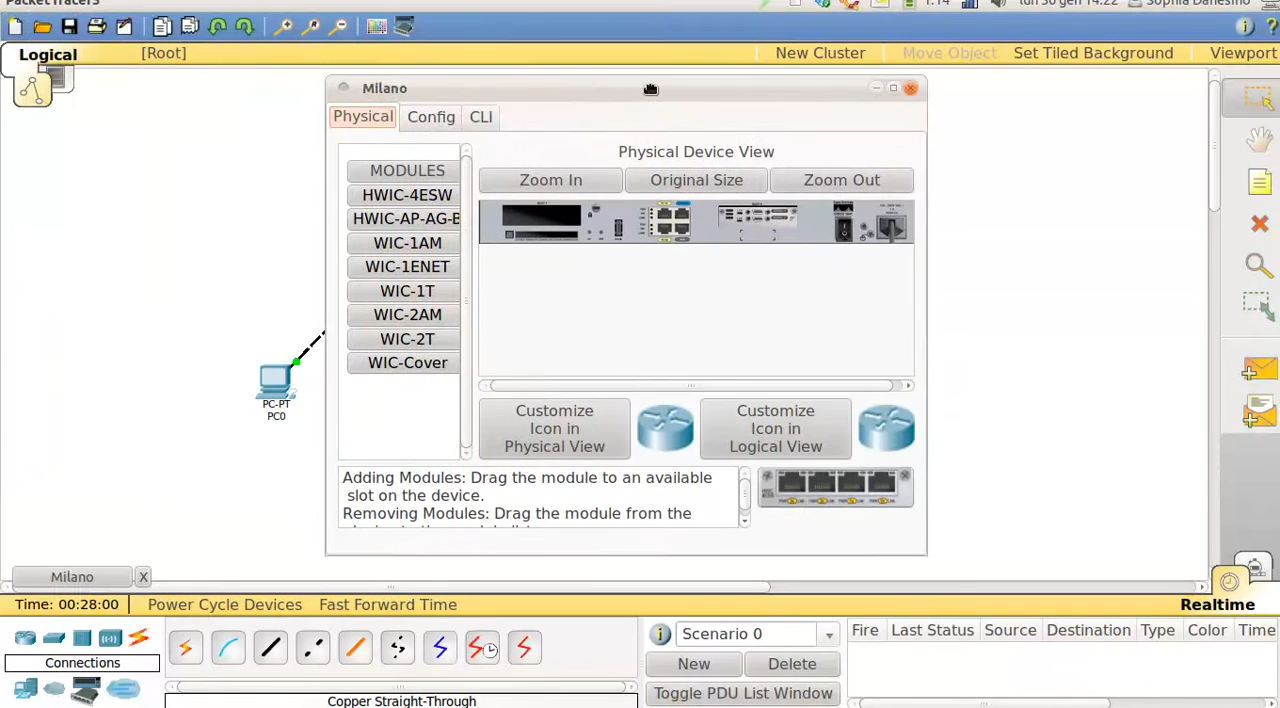 PacketTracer5
1:14
lun 30 gen 14:22
Sophia Danesino
Logical
[Root]
New Cluster
Move Object
Set Tiled Background
Viewport
Milano
Physical
Config
CLI
MODULES
HWIC-4ESW
HWIC-AP-AG-B
WIC-1AM
WIC-1ENET
WIC-1T
WIC-2AM
WIC-2T
WIC-Cover
Physical Device View
Zoom In
Original Size
Zoom Out
Customize
Icon in
Physical View
Customize
Icon in
Logical View
Adding Modules: Drag the module to an available
slot on the device.
Removing Modules: Drag the module from the
PC-PT
PC0
Milano
X
Time: 00:28:00
Power Cycle Devices
Fast Forward Time
Realtime
Connections
Copper Straight-Through
Scenario 0
New
Delete
Toggle PDU List Window
Fire
Last Status
Source
Destination
Type
Color
Time